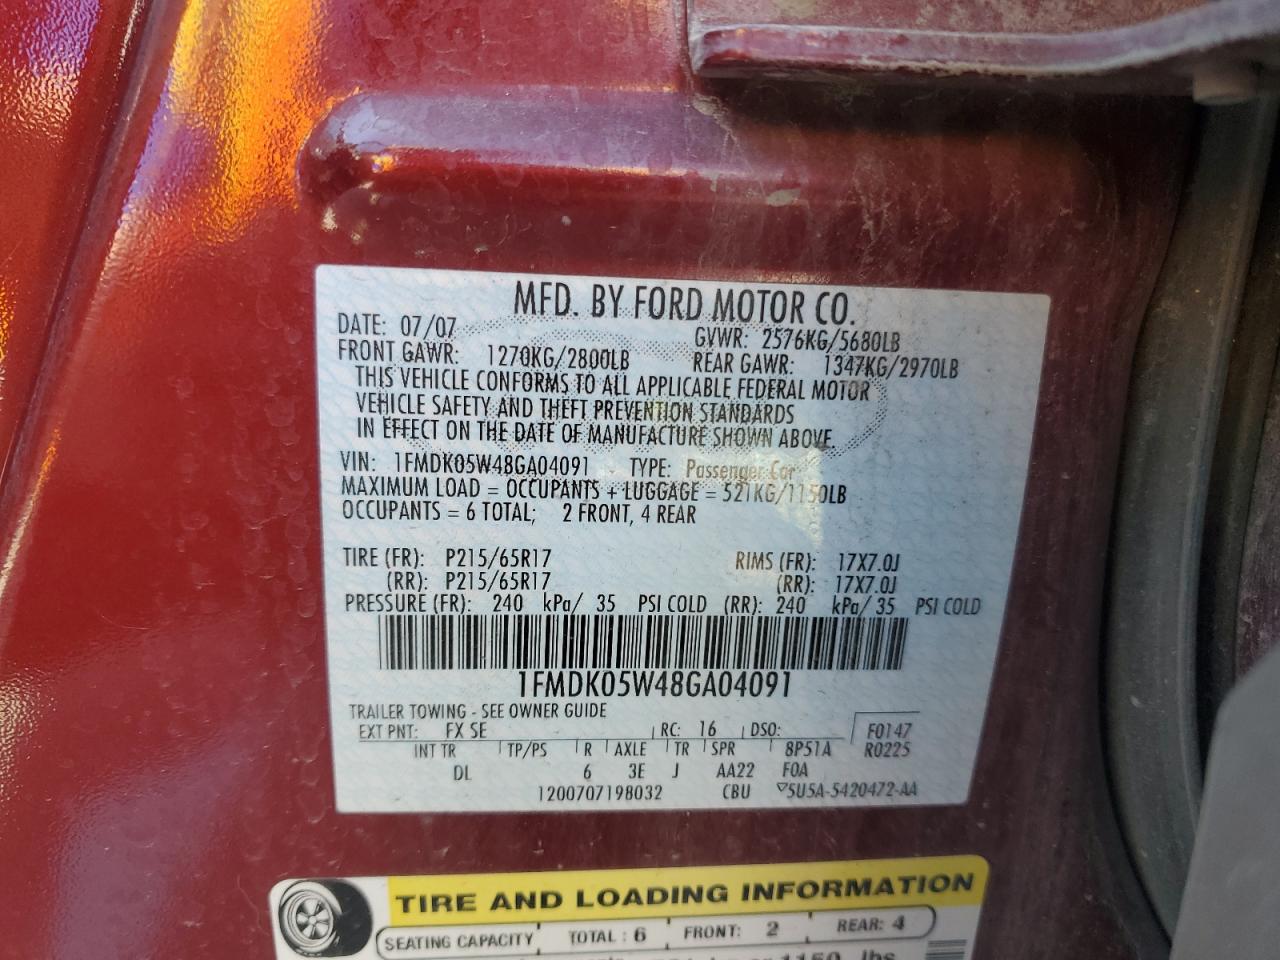 MFD. BY FORD MOTOR CO.
DATE: 07/07 GVWR: 2576KG/5680LB
FRONT GAWR: 1270KG/2800LB REAR GAWR: 1347KG/2970LB
THIS VEHICLE CONFORMS TO ALL APPLICABLE FEDERAL MOTOR
VEHICLE SAFETY AND THEFT PREVENTION STANDARDS
IN EFFECT ON THE DATE OF MANUFACTURE SHOWN ABOVE.
VIN: 1FMDK05W48GA04091 TYPE: Passenger Car
MAXIMUM LOAD = OCCUPANTS + LUGGAGE = 521KG/1150LB
OCCUPANTS = 6 TOTAL; 2 FRONT, 4 REAR
TIRE (FR): P215/65R17 RIMS (FR): 17X7.0J
(RR): P215/65R17 (RR): 17X7.0J
PRESSURE (FR): 240 kPa/ 35 PSI COLD (RR): 240 kPa/ 35 PSI COLD
1FMDK05W48GA04091
TRAILER TOWING - SEE OWNER GUIDE
EXT PNT: FX SE RC: 16 DSO: F0147
INT TR TP/PS R AXLE TR SPR 8P51A R0225
DL 6 3E J AA22 F0A
1200707198032 CBU ▽5U5A-5420472-AA
TIRE AND LOADING INFORMATION
SEATING CAPACITY TOTAL : 6 FRONT: 2 REAR: 4
1150 lbs